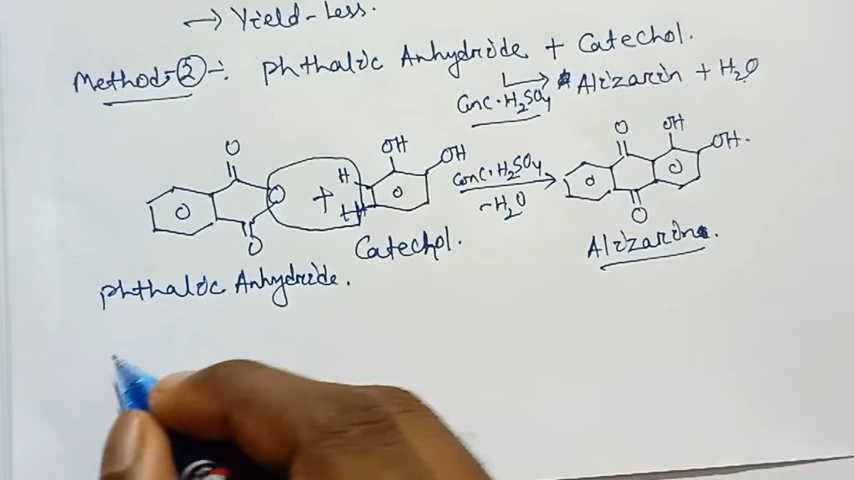 → Yield-Less.
Method-② -: Phthalic Anhydride + Catechol.
Conc. H₂SO₄ → Alizarin + H₂O
O OH OH
H + H O Conc. H₂SO₄ O OH OH.
O -H₂O O
Catechol. Alizarin.
Phthalic Anhydride.